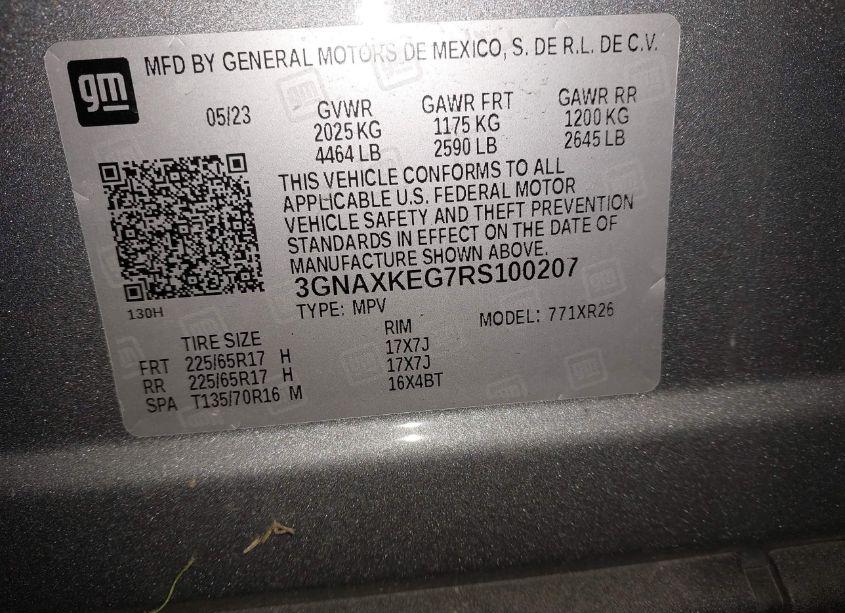 gm
MFD BY GENERAL MOTORS DE MEXICO, S. DE R.L. DE C.V.
05/23
GVWR GAWR FRT GAWR RR
2025 KG 1175 KG 1200 KG
4464 LB 2590 LB 2645 LB
THIS VEHICLE CONFORMS TO ALL
APPLICABLE U.S. FEDERAL MOTOR
VEHICLE SAFETY AND THEFT PREVENTION
STANDARDS IN EFFECT ON THE DATE OF
MANUFACTURE SHOWN ABOVE.
3GNAXKEG7RS100207
130H
TYPE: MPV MODEL: 771XR26
TIRE SIZE RIM
FRT 225/65R17 H 17X7J
RR 225/65R17 H 17X7J
SPA T135/70R16 M 16X4BT